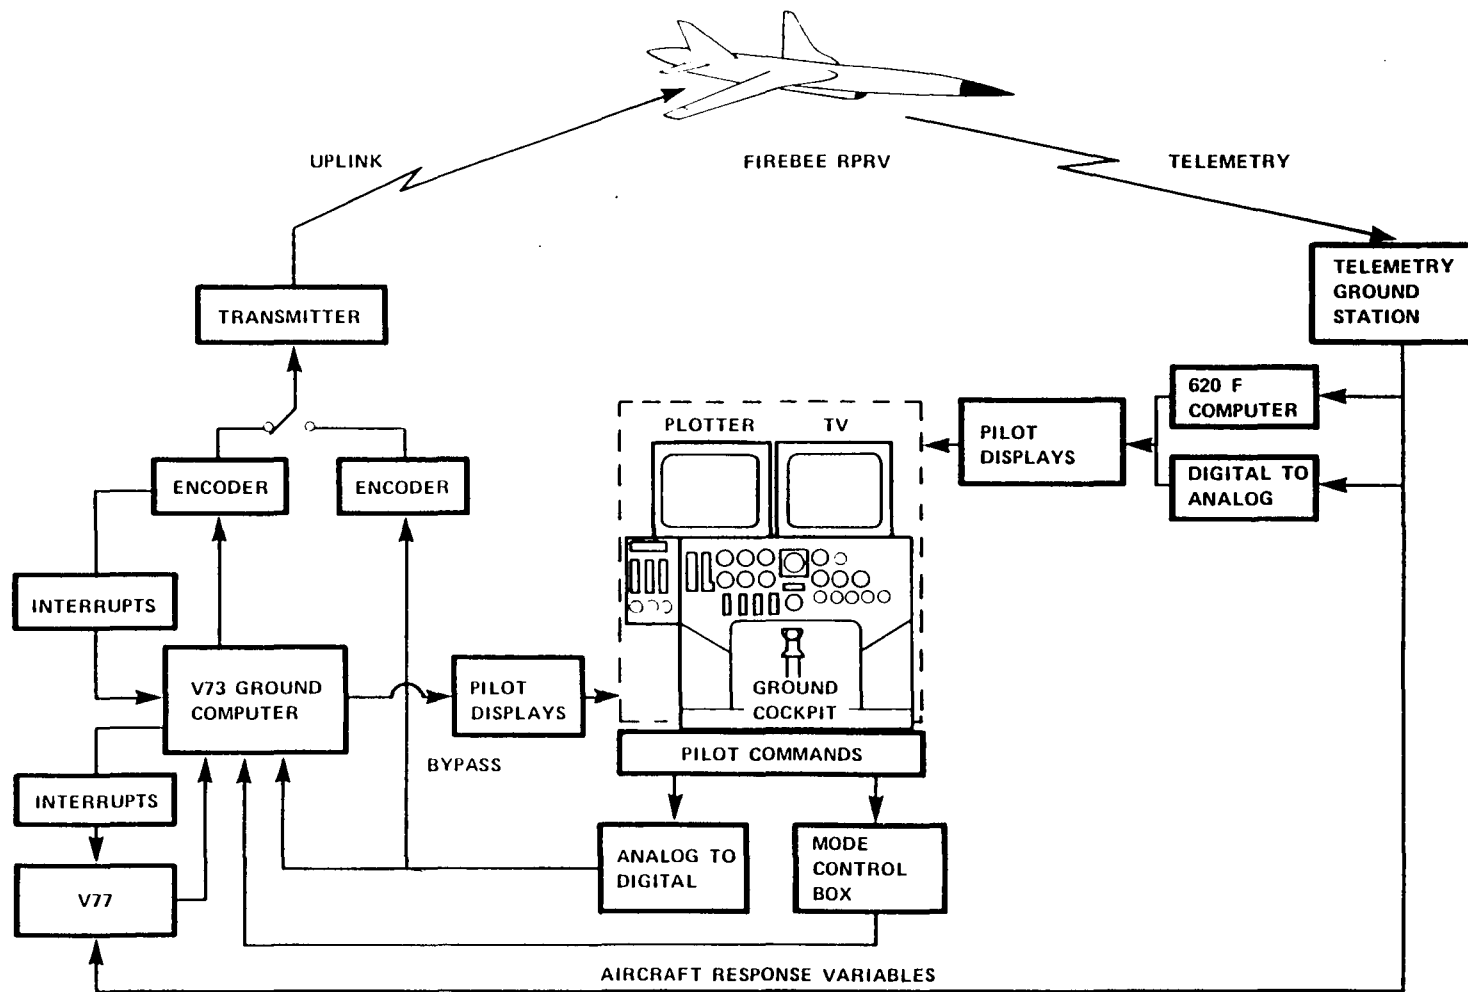 UPLINK
FIREBEE RPRV
TELEMETRY
TELEMETRY
GROUND
STATION
TRANSMITTER
620 F
COMPUTER
PLOTTER
TV
PILOT
DISPLAYS
DIGITAL TO
ANALOG
ENCODER
ENCODER
INTERRUPTS
V73 GROUND
COMPUTER
PILOT
DISPLAYS
GROUND
COCKPIT
BYPASS
PILOT COMMANDS
INTERRUPTS
ANALOG TO
DIGITAL
MODE
CONTROL
BOX
V77
AIRCRAFT RESPONSE VARIABLES